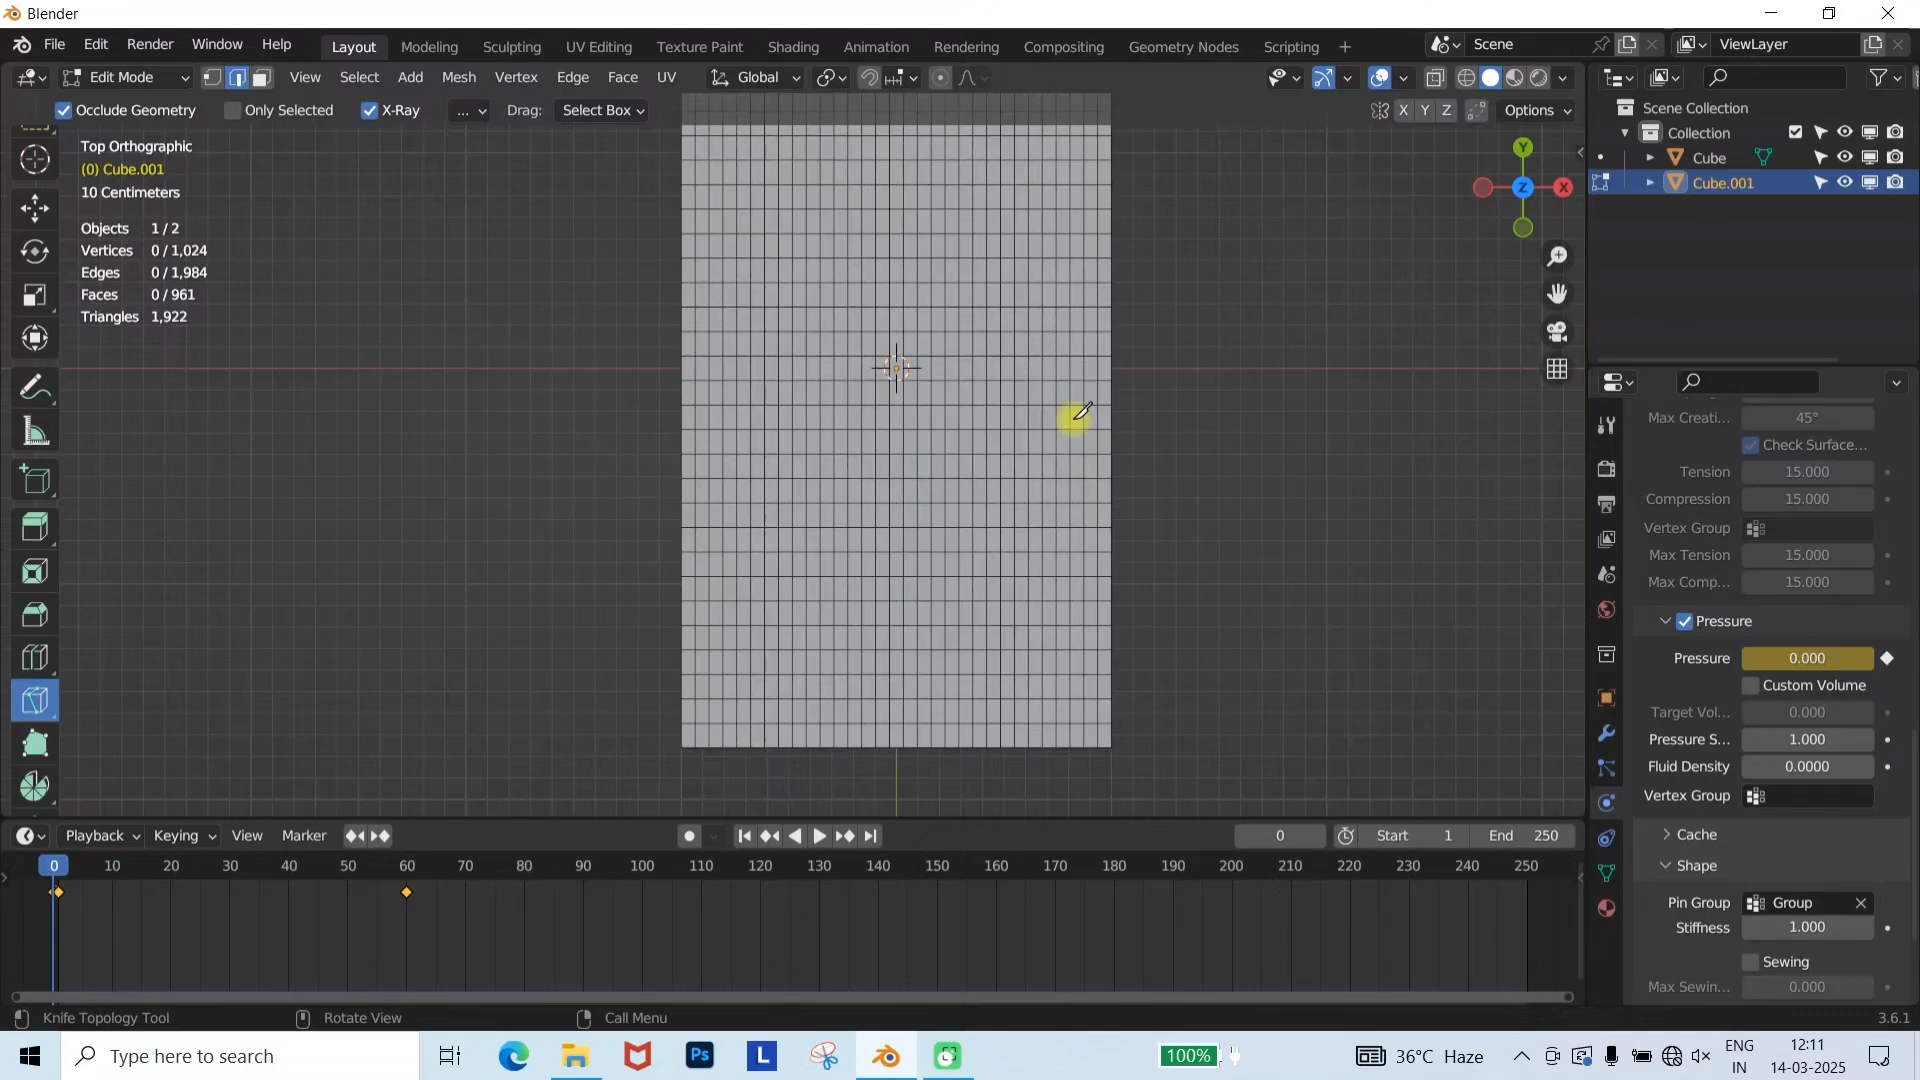 Blender
File Edit Render Window Help Layout Modeling Sculpting UV Editing Texture Paint Shading Animation Rendering Compositing Geometry Nodes Scripting + Scene ViewLayer
Edit Mode View Select Add Mesh Vertex Edge Face UV Global
Occlude Geometry Only Selected X-Ray ... Drag: Select Box X Y Z Options
Scene Collection
Collection
Cube
Cube.001
Top Orthographic
(0) Cube.001
10 Centimeters
Objects 1 / 2
Vertices 0 / 1,024
Edges 0 / 1,984
Faces 0 / 961
Triangles 1,922
Y
Z
X
Max Creati... 45°
Check Surface...
Tension 15.000
Compression 15.000
Vertex Group
Max Tension 15.000
Max Comp... 15.000
Pressure
Pressure 0.000
Custom Volume
Target Vol... 0.000
Pressure S... 1.000
Fluid Density 0.0000
Vertex Group
Cache
Shape
Pin Group Group
Stiffness 1.000
Sewing
Max Sewin... 0.000
Playback Keying View Marker 0 Start 1 End 250
0 10 20 30 40 50 60 70 80 90 100 110 120 130 140 150 160 170 180 190 200 210 220 230 240 250
Knife Topology Tool Rotate View Call Menu 3.6.1
Type here to search Ps L 100% 36°C Haze ENG IN 12:11 14-03-2025